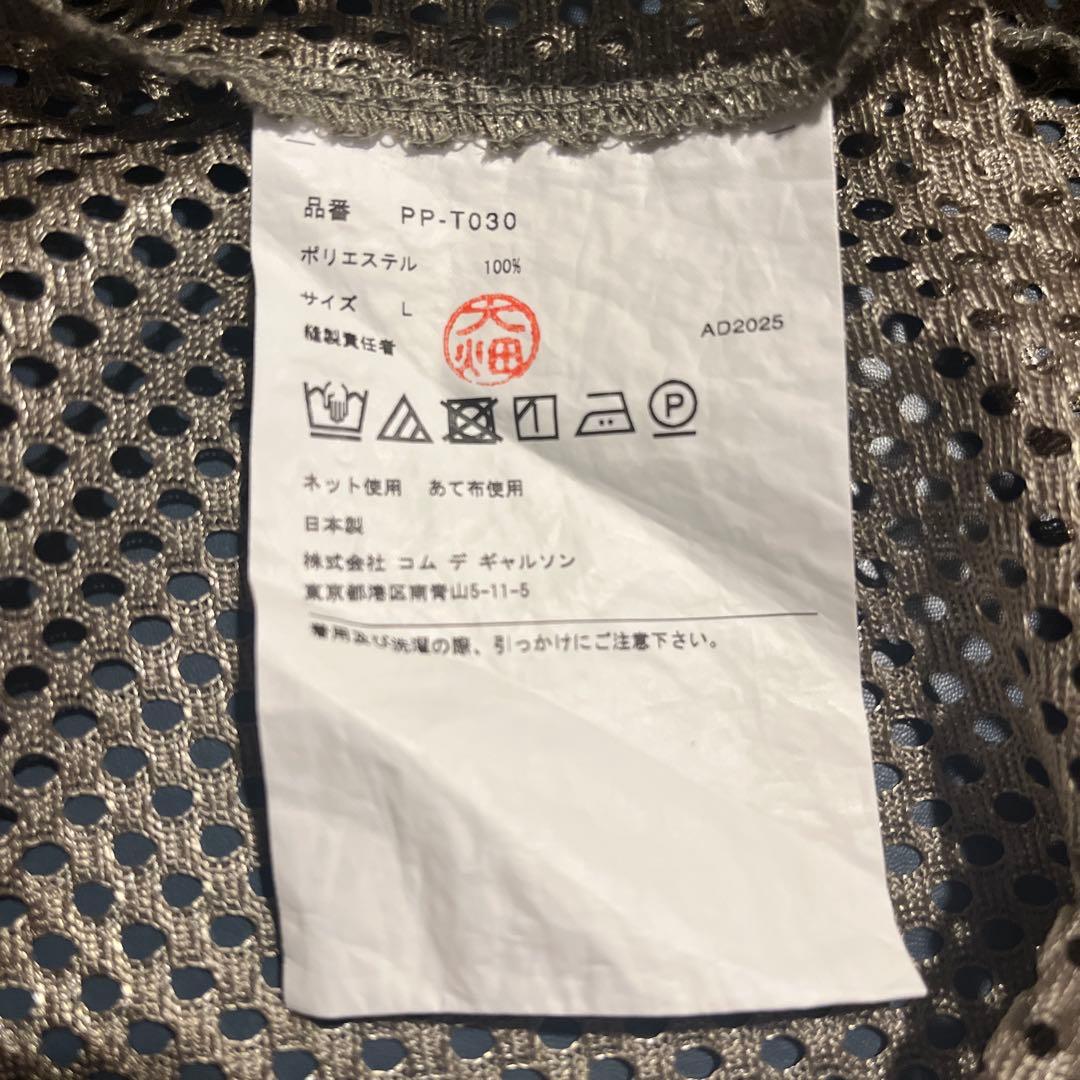 品番 PP-T030
ポリエステル 100%
サイズ L
縫製責任者 大畑
AD2025
P
ネット使用 あて布使用
日本製
株式会社 コム デ ギャルソン
東京都港区南青山5-11-5
着用及び洗濯の際、引っかけにご注意下さい。